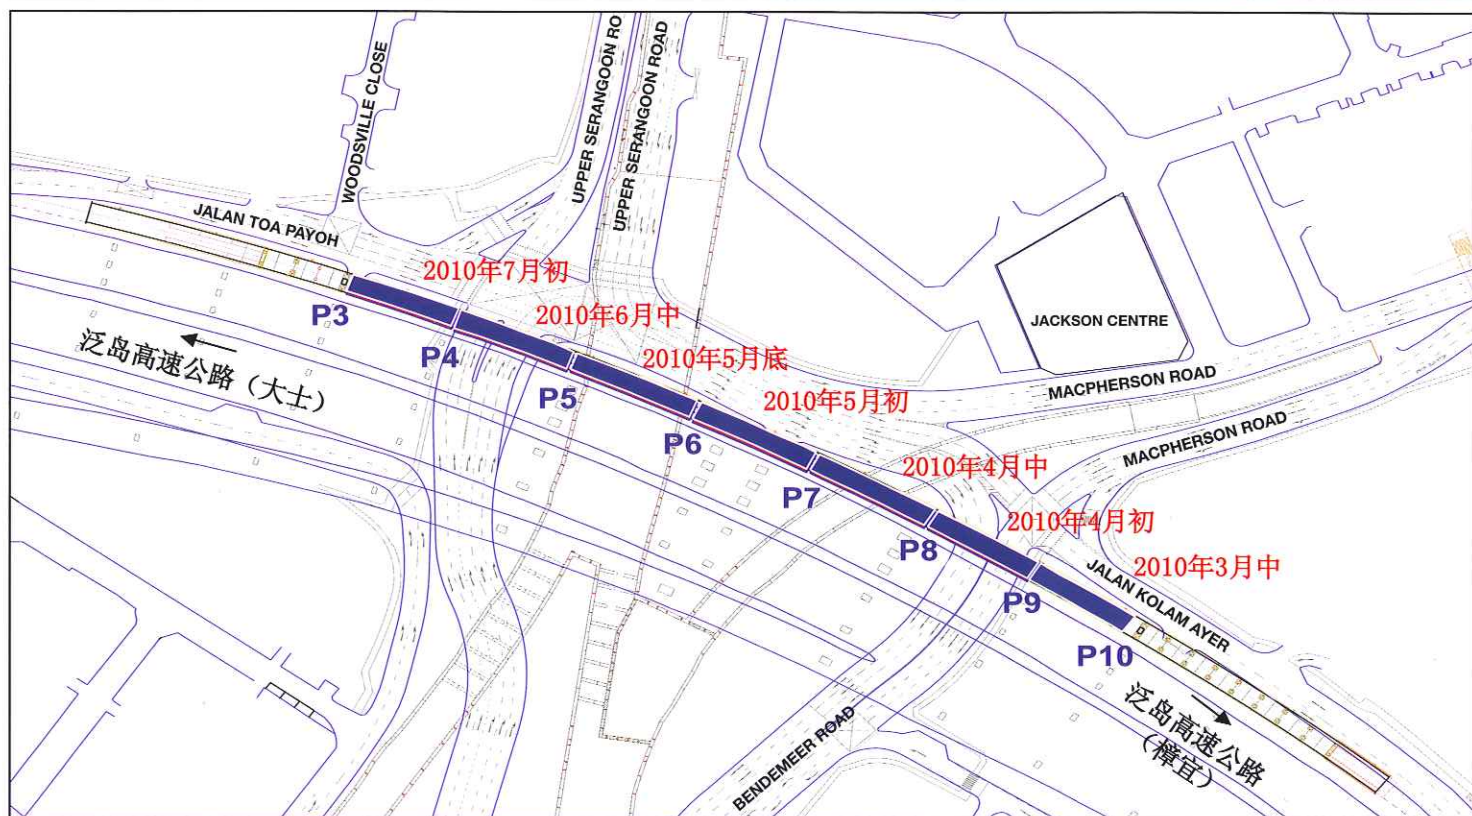 WOODSVILLE CLOSE
UPPER SERANGOON RO
UPPER SERANGOON ROAD
JALAN TOA PAYOH
2010年7月初
P3
2010年6月中
JACKSON CENTRE
P4
2010年5月底
泛岛高速公路（大士）
P5
2010年5月初
MACPHERSON ROAD
P6
2010年4月中
MACPHERSON ROAD
P7
2010年4月初
P8
2010年3月中
JALAN KOLAM AYER
P9
P10
泛岛高速公路
（樟宜）
BENDEMEER ROAD